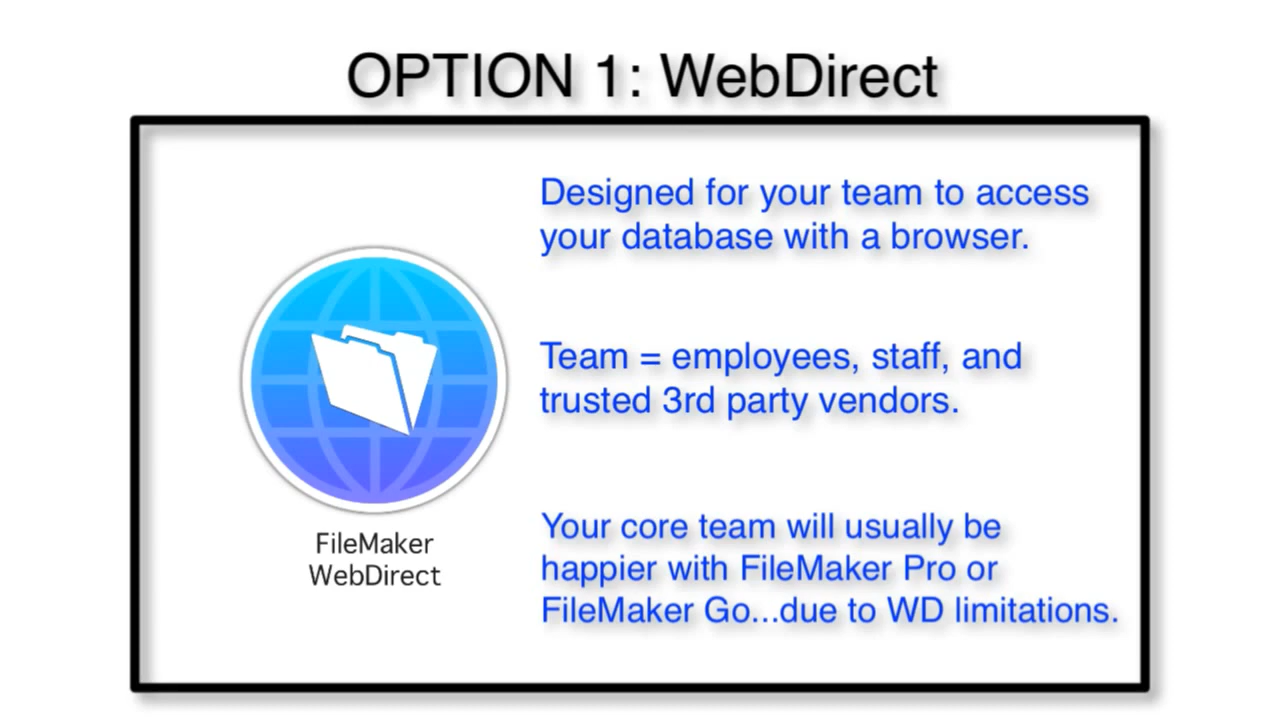 OPTION 1: WebDirect
Designed for your team to access
your database with a browser.
Team = employees, staff, and
trusted 3rd party vendors.
Your core team will usually be
happier with FileMaker Pro or
FileMaker Go...due to WD limitations.
FileMaker
WebDirect